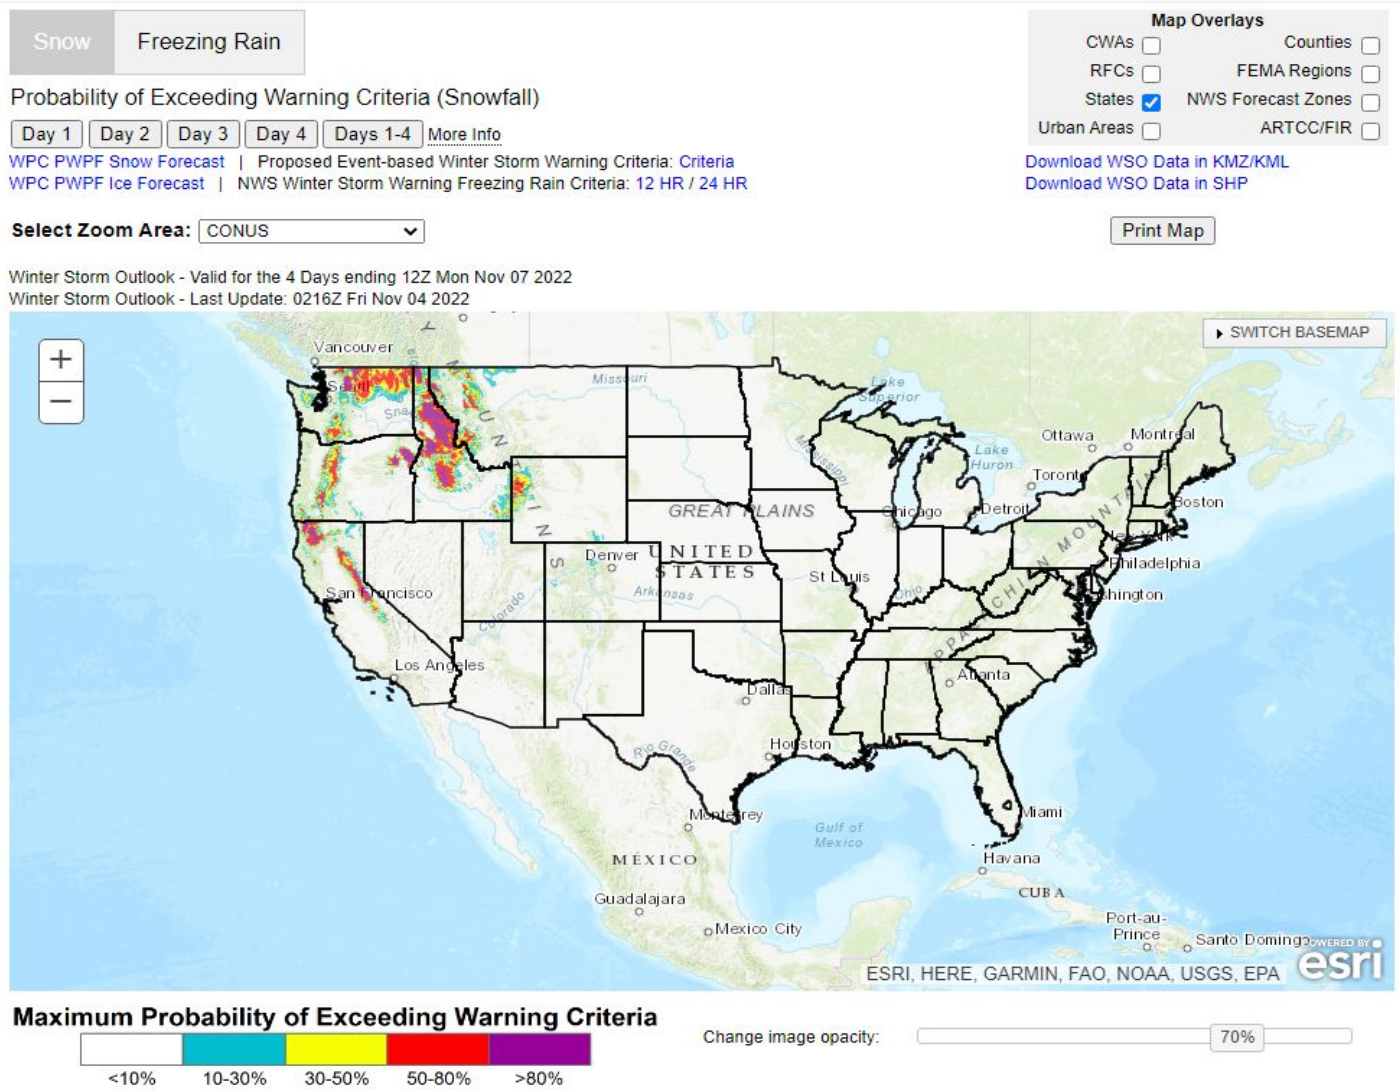 Snow Freezing Rain
Map Overlays
CWAs Counties
RFCs FEMA Regions
States NWS Forecast Zones
Urban Areas ARTCC/FIR
Probability of Exceeding Warning Criteria (Snowfall)
Day 1 Day 2 Day 3 Day 4 Days 1-4 More Info
WPC PWPF Snow Forecast | Proposed Event-based Winter Storm Warning Criteria: Criteria
WPC PWPF Ice Forecast | NWS Winter Storm Warning Freezing Rain Criteria: 12 HR / 24 HR
Download WSO Data in KMZ/KML
Download WSO Data in SHP
Select Zoom Area: CONUS
Print Map
Winter Storm Outlook - Valid for the 4 Days ending 12Z Mon Nov 07 2022
Winter Storm Outlook - Last Update: 0216Z Fri Nov 04 2022
+
−
SWITCH BASEMAP
Vancouver
Missouri
Lake Superior
Ottawa
Montreal
Mississippi
Lake Huron
Toronto
Chicago
Detroit
Boston
GREAT PLAINS
APPALACHIAN MOUNTAIN
Denver
UNITED STATES
St Louis
Ohio
Philadelphia
San Francisco
Colorado
Arkansas
Los Angeles
Atlanta
Dallas
Houston
Rio Grande
Monterrey
Miami
Gulf of Mexico
Havana
MÉXICO
CUBA
Guadalajara
Mexico City
Port-au-Prince
Santo Domingo
POWERED BY
esri
ESRI, HERE, GARMIN, FAO, NOAA, USGS, EPA
Maximum Probability of Exceeding Warning Criteria
<10% 10-30% 30-50% 50-80% >80%
Change image opacity: 70%